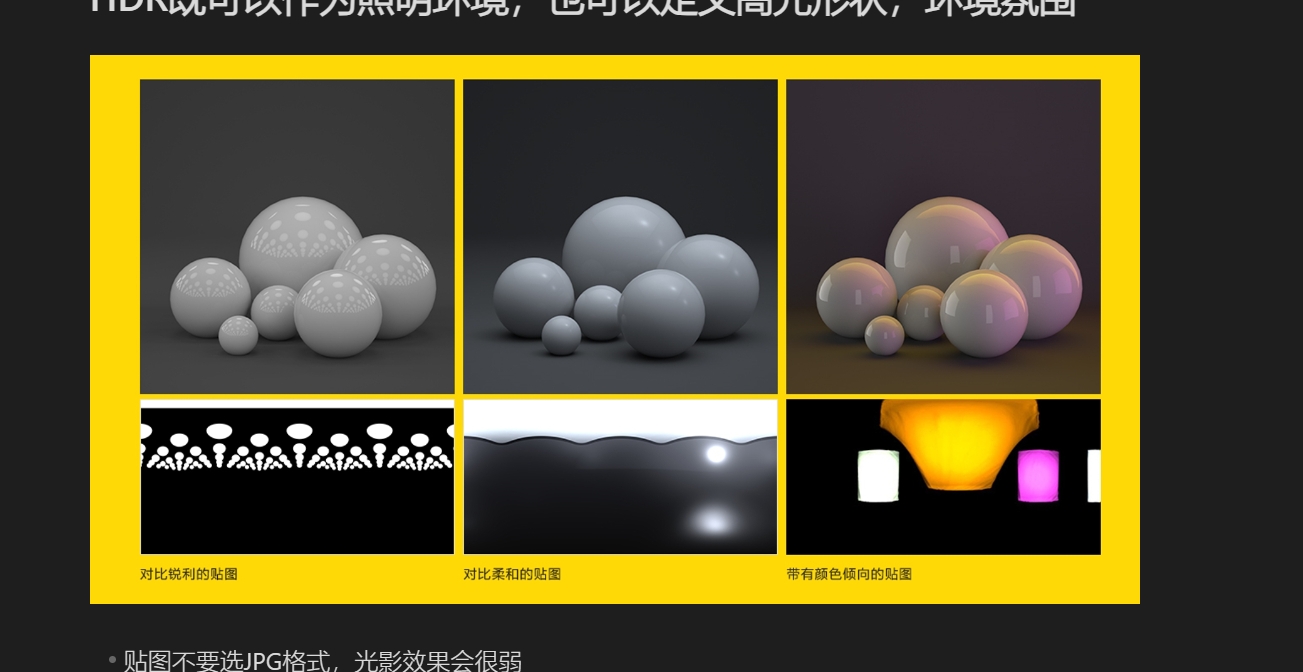 HDR既可以作为照明环境，也可以定义高光形状，环境氛围
对比锐利的贴图
对比柔和的贴图
带有颜色倾向的贴图
贴图不要选JPG格式，光影效果会很弱